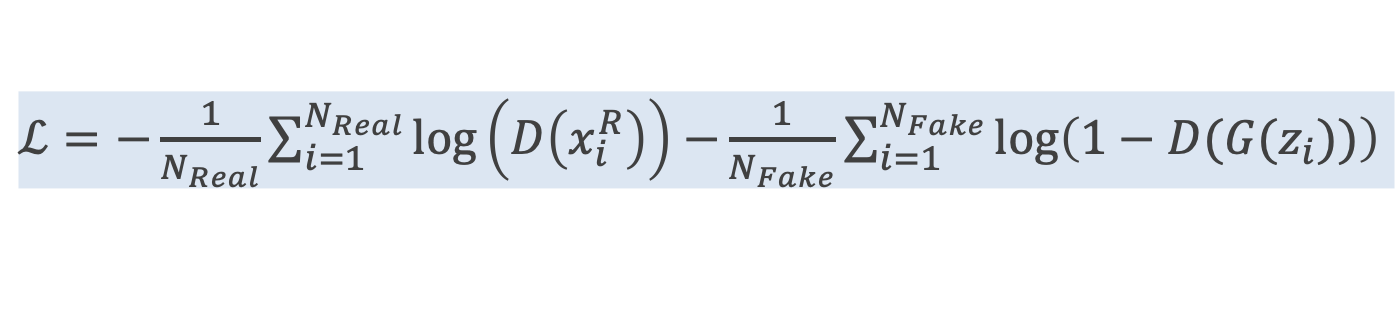 ℒ = − 1/N_Real ∑_{i=1}^{N_Real} log(D(x_i^R)) − 1/N_Fake ∑_{i=1}^{N_Fake} log(1 − D(G(z_i)))